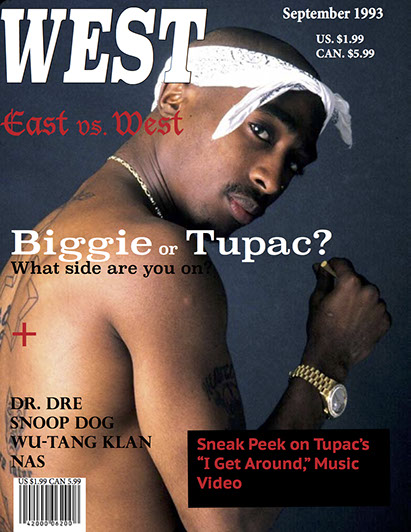 WEST
September 1993
US. $1.99
CAN. $5.99
East vs. West
Biggie or Tupac?
What side are you on?
+
DR. DRE
SNOOP DOG
WU-TANG KLAN
NAS
Sneak Peek on Tupac's
“I Get Around,” Music
Video
US $1.99 CAN 5.99
42000 06200